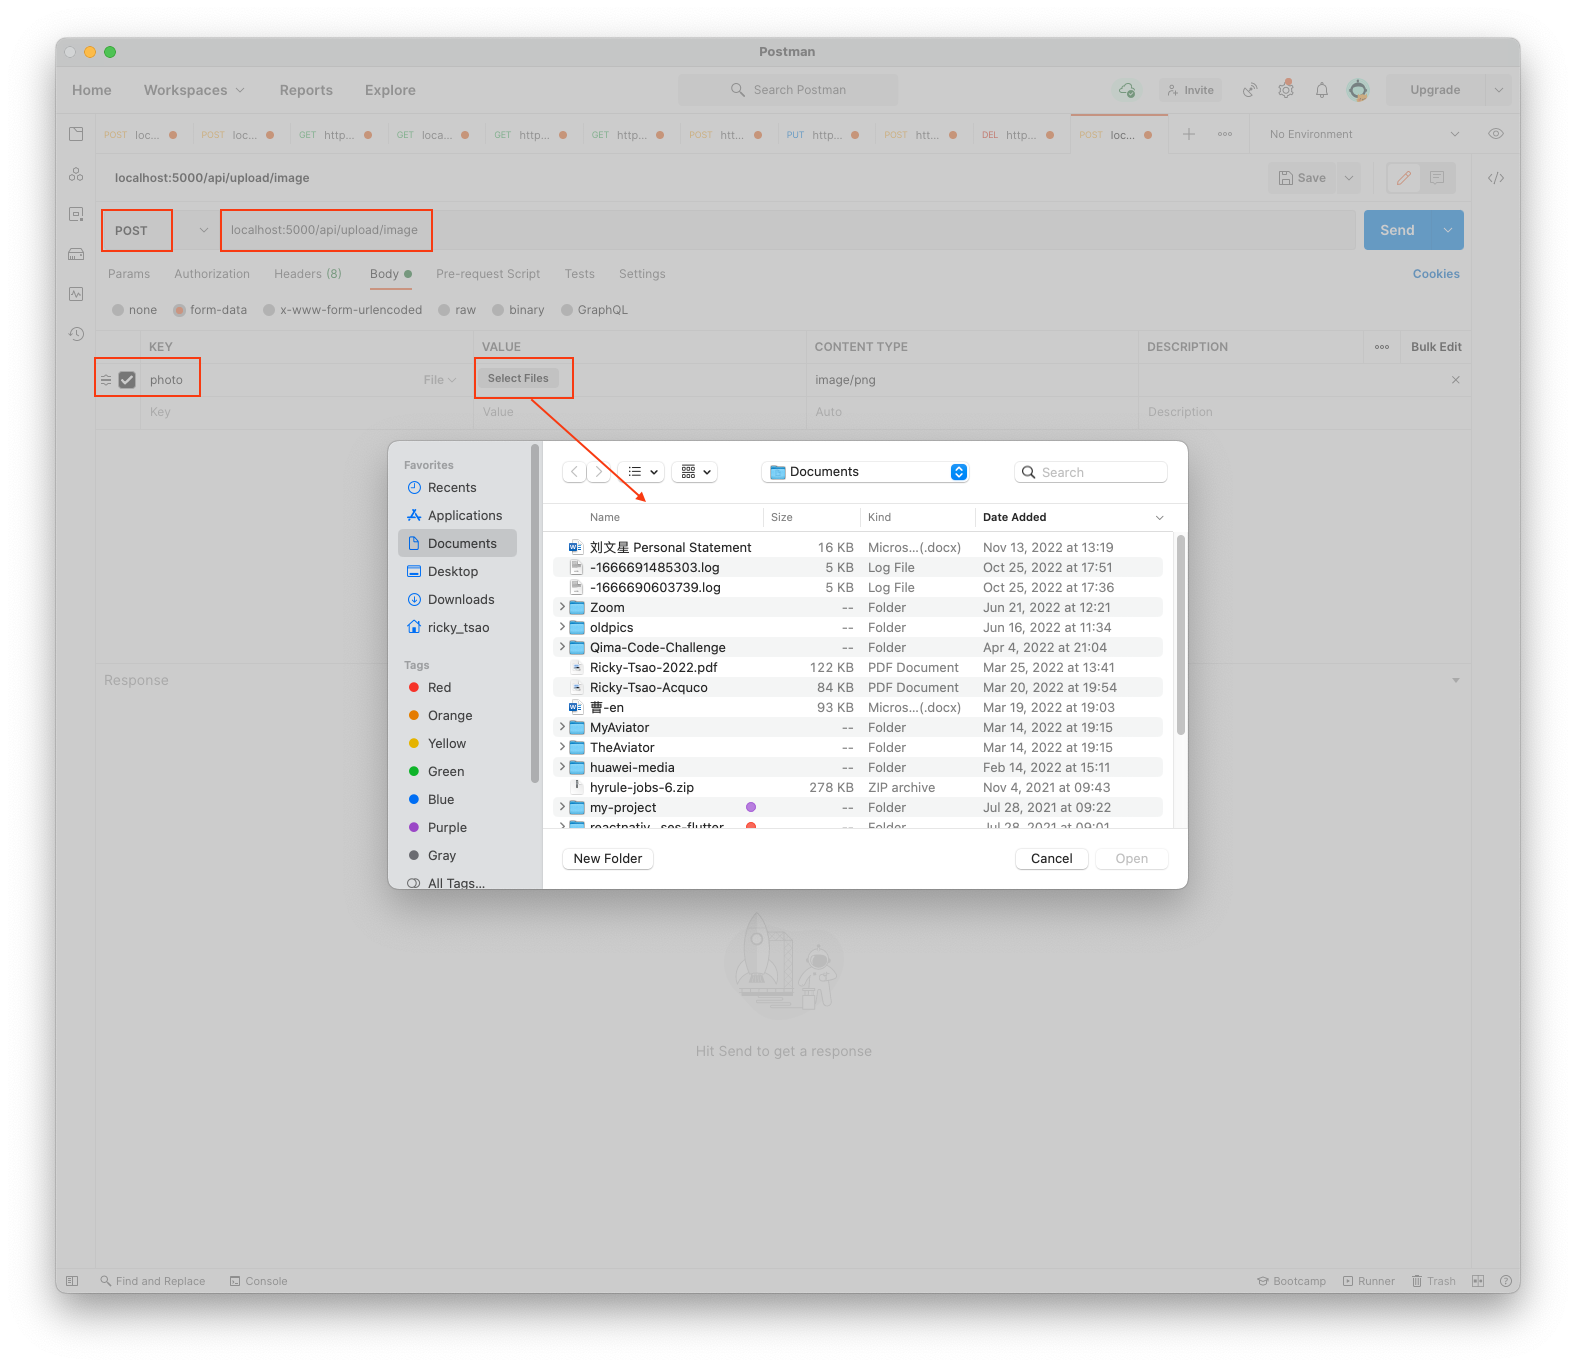 Postman
Home Workspaces Reports Explore Search Postman Invite Upgrade
POST loc... POST loc... GET http... GET loca... GET http... GET http... POST htt... PUT http... POST htt... DEL http... POST loc... No Environment
localhost:5000/api/upload/image Save
POST localhost:5000/api/upload/image Send
Params Authorization Headers (8) Body Pre-request Script Tests Settings Cookies
none form-data x-www-form-urlencoded raw binary GraphQL
KEY VALUE CONTENT TYPE DESCRIPTION Bulk Edit
photo File Select Files image/png
Key Value Auto Description
Favorites
Recents
Applications
Documents
Desktop
Downloads
ricky_tsao
Tags
Red
Orange
Yellow
Green
Blue
Purple
Gray
All Tags...
Documents Search
Name Size Kind Date Added
刘文星 Personal Statement 16 KB Micros...(.docx) Nov 13, 2022 at 13:19
-1666691485303.log 5 KB Log File Oct 25, 2022 at 17:51
-1666690603739.log 5 KB Log File Oct 25, 2022 at 17:36
Zoom -- Folder Jun 21, 2022 at 12:21
oldpics -- Folder Jun 16, 2022 at 11:34
Qima-Code-Challenge -- Folder Apr 4, 2022 at 21:04
Ricky-Tsao-2022.pdf 122 KB PDF Document Mar 25, 2022 at 13:41
Ricky-Tsao-Acquco 84 KB PDF Document Mar 20, 2022 at 19:54
曹-en 93 KB Micros...(.docx) Mar 19, 2022 at 19:03
MyAviator -- Folder Mar 14, 2022 at 19:15
TheAviator -- Folder Mar 14, 2022 at 19:15
huawei-media -- Folder Feb 14, 2022 at 15:11
hyrule-jobs-6.zip 278 KB ZIP archive Nov 4, 2021 at 09:43
my-project -- Folder Jul 28, 2021 at 09:22
reactnativ...ses-flutter -- Folder Jul 28, 2021 at 09:01
New Folder Cancel Open
Response
Hit Send to get a response
Find and Replace Console Bootcamp Runner Trash